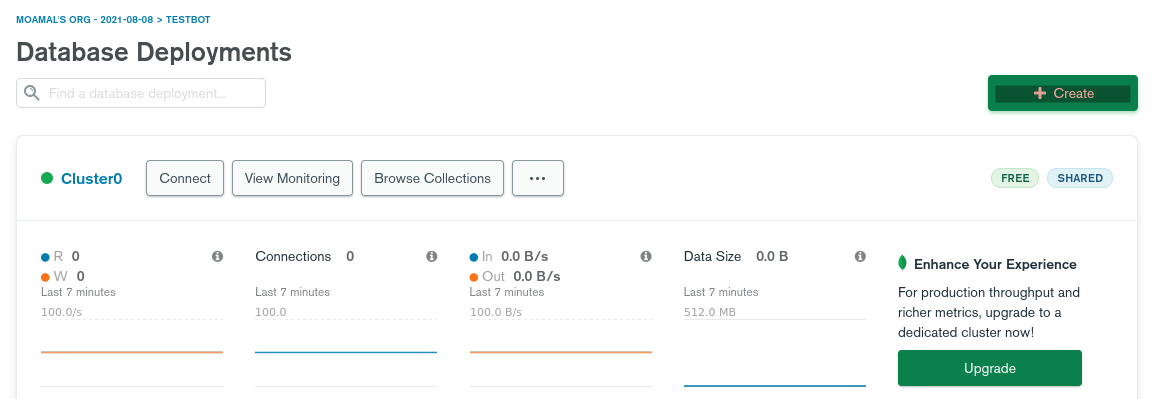 MOAMAL'S ORG - 2021-08-08 > TESTBOT
Database Deployments
Find a database deployment...
+ Create
Cluster0
Connect
View Monitoring
Browse Collections
...
FREE
SHARED
R 0
W 0
Last 7 minutes
100.0/s
Connections 0
Last 7 minutes
100.0
In 0.0 B/s
Out 0.0 B/s
Last 7 minutes
100.0 B/s
Data Size 0.0 B
Last 7 minutes
512.0 MB
Enhance Your Experience
For production throughput and
richer metrics, upgrade to a
dedicated cluster now!
Upgrade